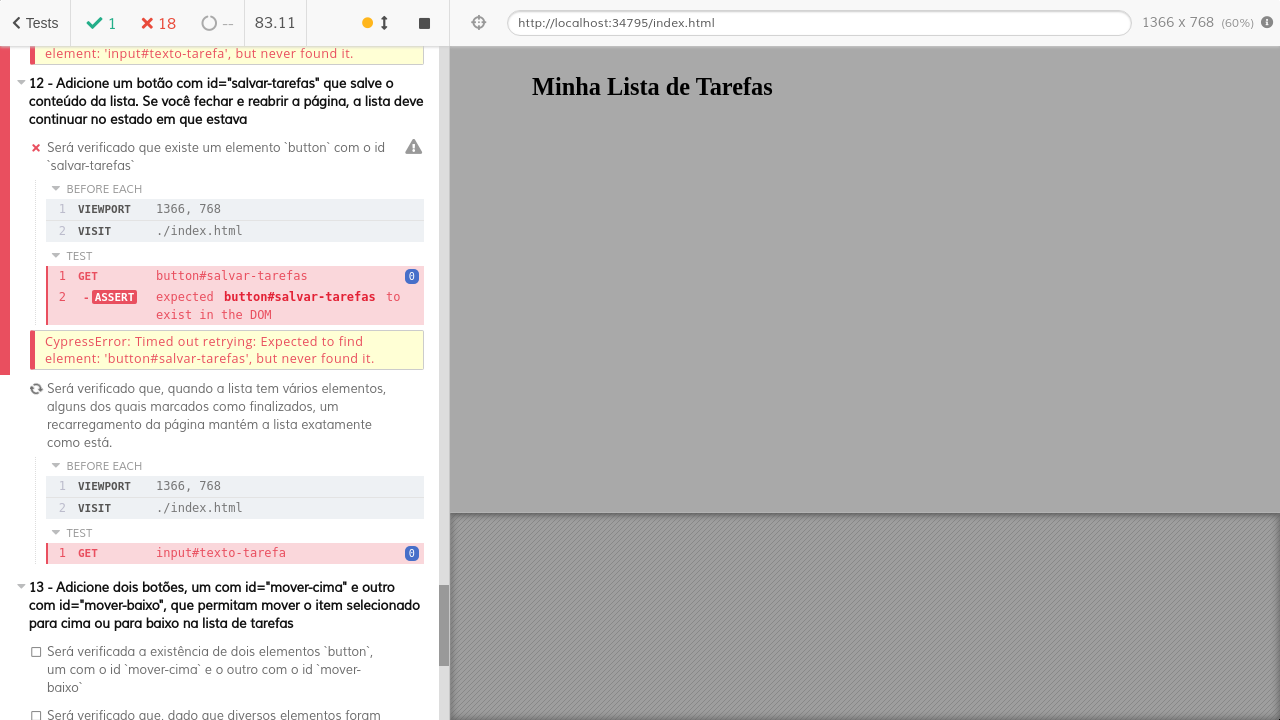 Tests 1 18 -- 83.11 http://localhost:34795/index.html 1366 x 768 (60%)
element: 'input#texto-tarefa', but never found it.
12 - Adicione um botão com id="salvar-tarefas" que salve o
conteúdo da lista. Se você fechar e reabrir a página, a lista deve
continuar no estado em que estava
Será verificado que existe um elemento `button` com o id
`salvar-tarefas`
BEFORE EACH
1 VIEWPORT 1366, 768
2 VISIT ./index.html
TEST
1 GET button#salvar-tarefas 0
2 - ASSERT expected button#salvar-tarefas to
exist in the DOM
CypressError: Timed out retrying: Expected to find
element: 'button#salvar-tarefas', but never found it.
Será verificado que, quando a lista tem vários elementos,
alguns dos quais marcados como finalizados, um
recarregamento da página mantém a lista exatamente
como está.
BEFORE EACH
1 VIEWPORT 1366, 768
2 VISIT ./index.html
TEST
1 GET input#texto-tarefa 0
13 - Adicione dois botões, um com id="mover-cima" e outro
com id="mover-baixo", que permitam mover o item selecionado
para cima ou para baixo na lista de tarefas
Será verificada a existência de dois elementos `button`,
um com o id `mover-cima` e o outro com o id `mover-
baixo`
Será verificado que, dado que diversos elementos foram
Minha Lista de Tarefas